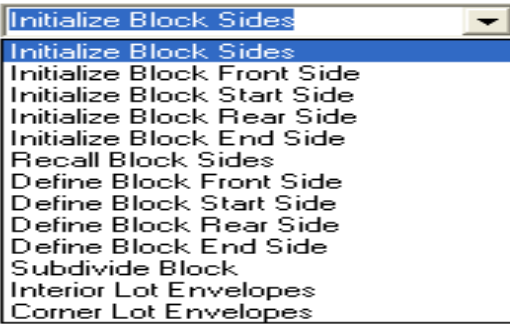 Initialize Block Sides
Initialize Block Sides
Initialize Block Front Side
Initialize Block Start Side
Initialize Block Rear Side
Initialize Block End Side
Recall Block Sides
Define Block Front Side
Define Block Start Side
Define Block Rear Side
Define Block End Side
Subdivide Block
Interior Lot Envelopes
Corner Lot Envelopes